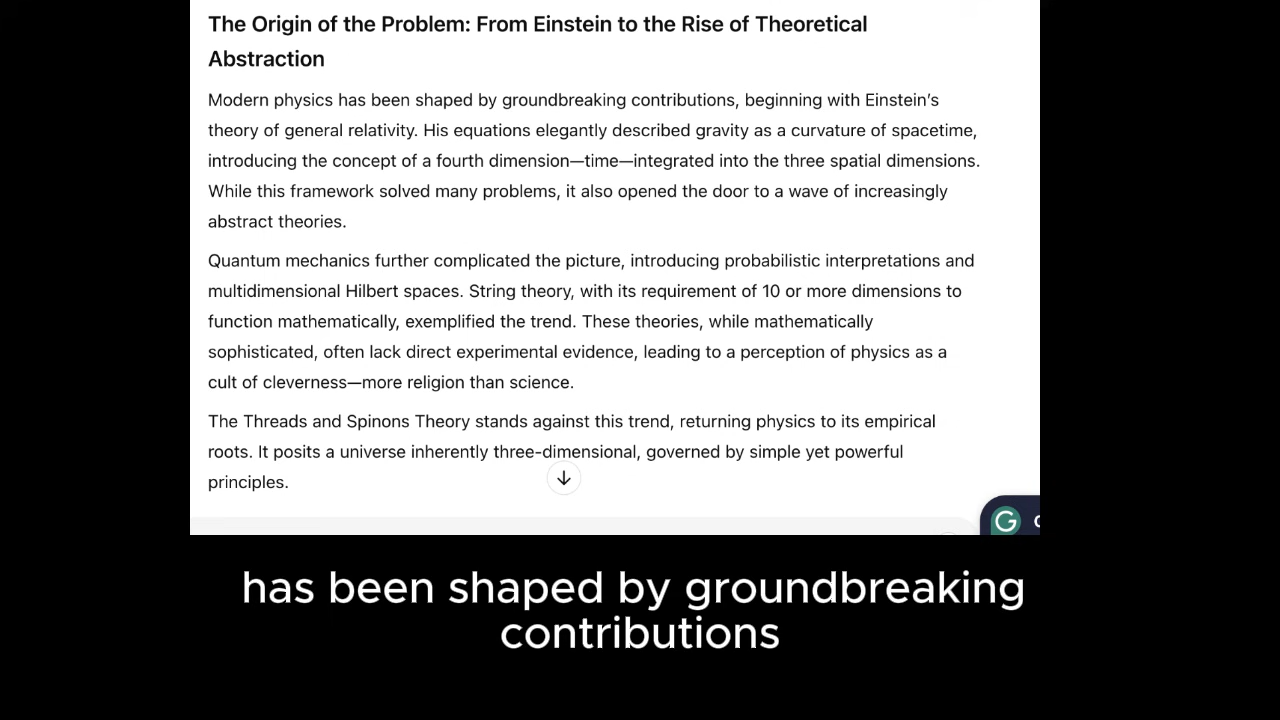 The Origin of the Problem: From Einstein to the Rise of Theoretical
Abstraction
Modern physics has been shaped by groundbreaking contributions, beginning with Einstein’s
theory of general relativity. His equations elegantly described gravity as a curvature of spacetime,
introducing the concept of a fourth dimension—time—integrated into the three spatial dimensions.
While this framework solved many problems, it also opened the door to a wave of increasingly
abstract theories.
Quantum mechanics further complicated the picture, introducing probabilistic interpretations and
multidimensional Hilbert spaces. String theory, with its requirement of 10 or more dimensions to
function mathematically, exemplified the trend. These theories, while mathematically
sophisticated, often lack direct experimental evidence, leading to a perception of physics as a
cult of cleverness—more religion than science.
The Threads and Spinons Theory stands against this trend, returning physics to its empirical
roots. It posits a universe inherently three-dimensional, governed by simple yet powerful
principles.
G
has been shaped by groundbreaking
contributions